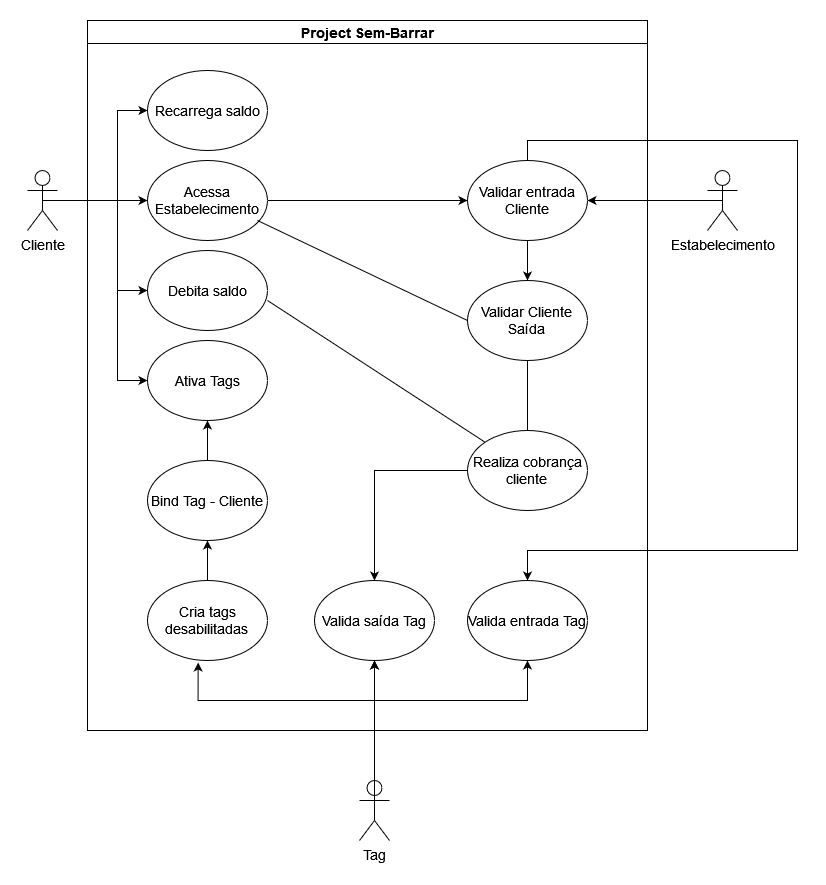 Project Sem-Barrar
Recarrega saldo
Acessa
Estabelecimento
Validar entrada
Cliente
Cliente
Estabelecimento
Debita saldo
Validar Cliente
Saída
Ativa Tags
Realiza cobrança
cliente
Bind Tag - Cliente
Cria tags
desabilitadas
Valida saída Tag
Valida entrada Tag
Tag